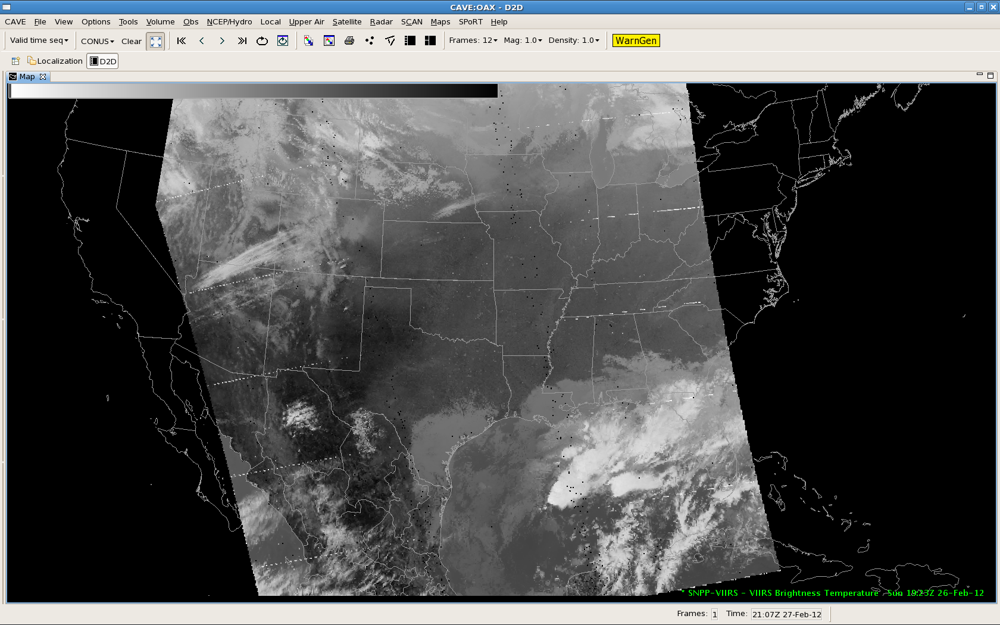 CAVE:OAX - D2D
CAVE File View Options Tools Volume Obs NCEP/Hydro Local Upper Air Satellite Radar SCAN Maps SPoRT Help
Valid time seq CONUS Clear Frames: 12 Mag: 1.0 Density: 1.0 WarnGen
Localization D2D
Map
* SNPP-VIIRS - VIIRS Brightness Temperature Sun 19:23Z 26-Feb-12
Frames: 1 Time: 21:07Z 27-Feb-12